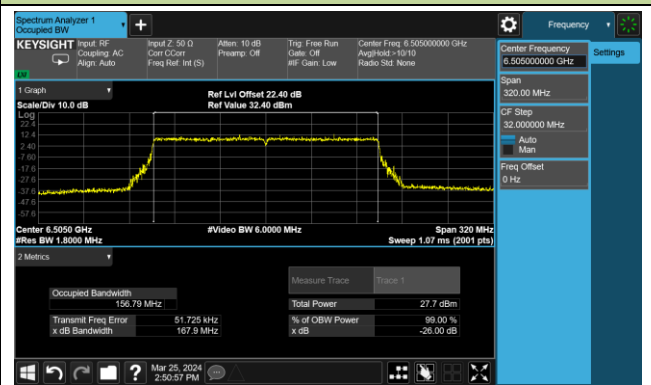 Spectrum Analyzer 1
Occupied BW
Frequency
KEYSIGHT
Input: RF
Coupling: AC
Align: Auto
Input Z: 50 Ω
Corr CCorr
Freq Ref: Int (S)
Atten: 10 dB
Preamp: Off
Trig: Free Run
Gate: Off
#IF Gain: Low
Center Freq: 6.505000000 GHz
Avg|Hold:>10/10
Radio Std: None
Center Frequency
6.505000000 GHz
Settings
Span
320.00 MHz
CF Step
32.000000 MHz
Auto
Man
Freq Offset
0 Hz
1 Graph
Scale/Div 10.0 dB
Ref Lvl Offset 22.40 dB
Ref Value 32.40 dBm
Log
22.4
12.4
2.40
-7.60
-17.6
-27.6
-37.6
-47.6
-57.6
Center 6.5050 GHz
#Res BW 1.8000 MHz
#Video BW 6.0000 MHz
Span 320 MHz
Sweep 1.07 ms (2001 pts)
2 Metrics
Measure Trace
Trace 1
Occupied Bandwidth
156.79 MHz
Total Power
27.7 dBm
Transmit Freq Error
51.725 kHz
% of OBW Power
99.00 %
x dB Bandwidth
167.9 MHz
x dB
-26.00 dB
Mar 25, 2024
2:50:57 PM